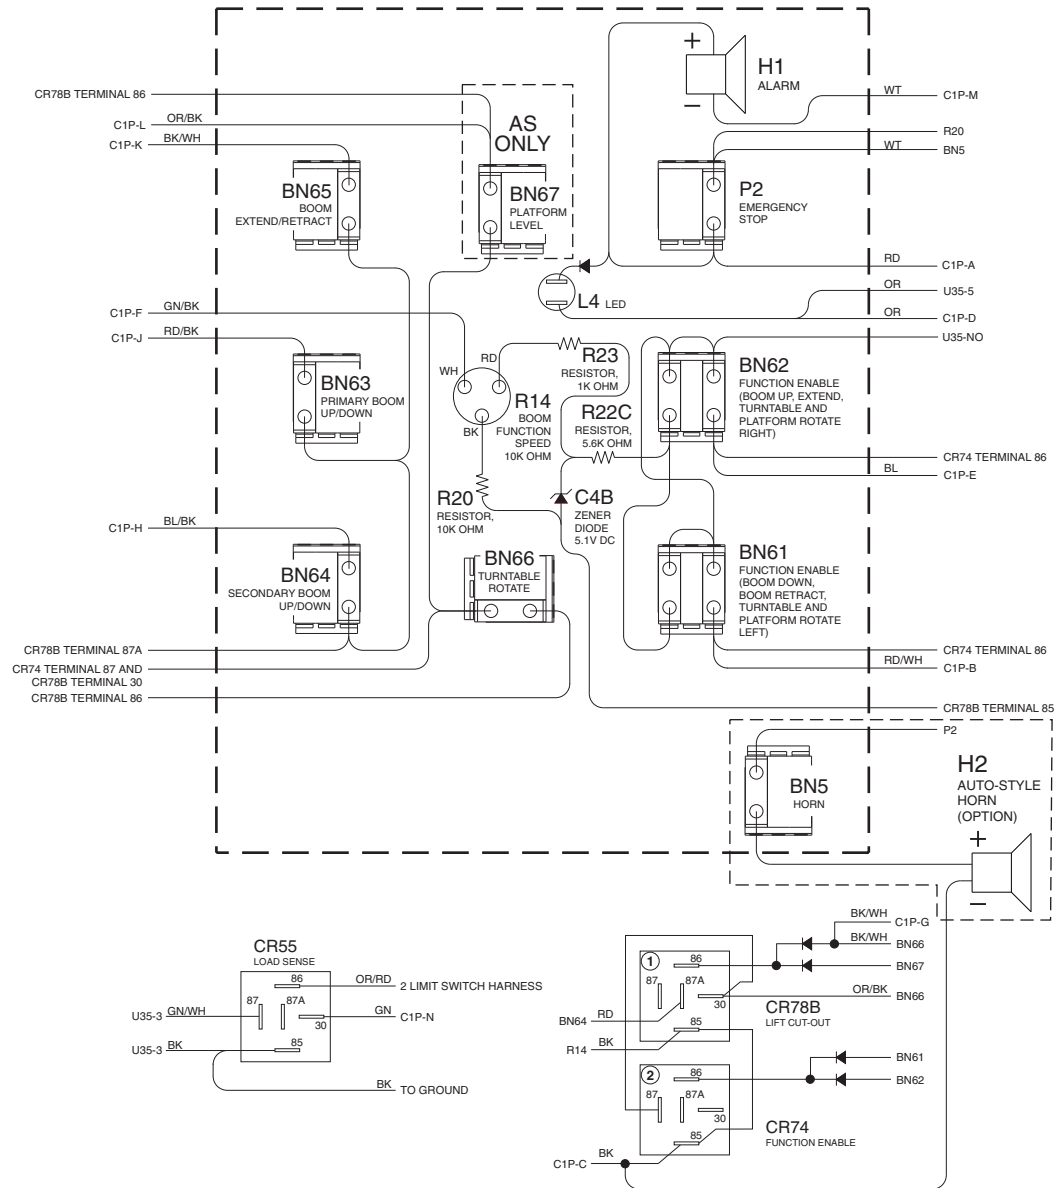 CR78B TERMINAL 86
C1P-L OR/BK
C1P-K BK/WH
BN65
BOOM
EXTEND/RETRACT
AS
ONLY
BN67
PLATFORM
LEVEL
+
−
H1
ALARM
WT C1P-M
R20
WT BN5
P2
EMERGENCY
STOP
RD C1P-A
OR U35-5
OR C1P-D
U35-NO
L4 LED
C1P-F GN/BK
C1P-J RD/BK
BN63
PRIMARY BOOM
UP/DOWN
WH
RD
BK
R14
BOOM
FUNCTION
SPEED
10K OHM
R23
RESISTOR,
1K OHM
R22C
RESISTOR,
5.6K OHM
BN62
FUNCTION ENABLE
(BOOM UP, EXTEND,
TURNTABLE AND
PLATFORM ROTATE
RIGHT)
CR74 TERMINAL 86
BL C1P-E
R20
RESISTOR,
10K OHM
C4B
ZENER
DIODE
5.1V DC
C1P-H BL/BK
BN64
SECONDARY BOOM
UP/DOWN
BN66
TURNTABLE
ROTATE
BN61
FUNCTION ENABLE
(BOOM DOWN,
BOOM RETRACT,
TURNTABLE AND
PLATFORM ROTATE
LEFT)
CR78B TERMINAL 87A
CR74 TERMINAL 87 AND
CR78B TERMINAL 30
CR78B TERMINAL 86
CR74 TERMINAL 86
RD/WH C1P-B
CR78B TERMINAL 85
P2
BN5
HORN
H2
AUTO-STYLE
HORN
(OPTION)
+
−
CR55
LOAD SENSE
86
87 87A
30
85
OR/RD 2 LIMIT SWITCH HARNESS
U35-3 GN/WH
GN C1P-N
U35-3 BK
BK TO GROUND
BK/WH C1P-G
BK/WH BN66
BN67
OR/BK BN66
1
86
87 87A
30
85
CR78B
LIFT CUT-OUT
BN64 RD
R14 BK
BN61
BN62
2
86
87 87A
30
85
CR74
FUNCTION ENABLE
C1P-C BK